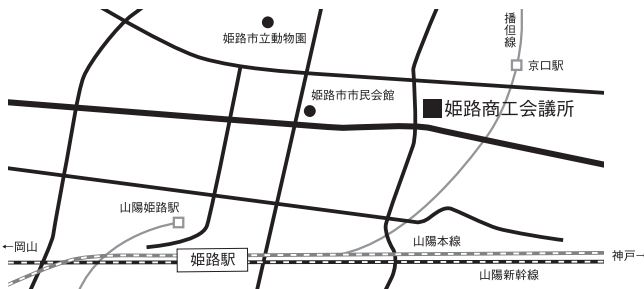 播但線
姫路市立動物園
京口駅
姫路市市民会館
姫路商工会議所
山陽姫路駅
←岡山
姫路駅
山陽本線
神戸→
山陽新幹線